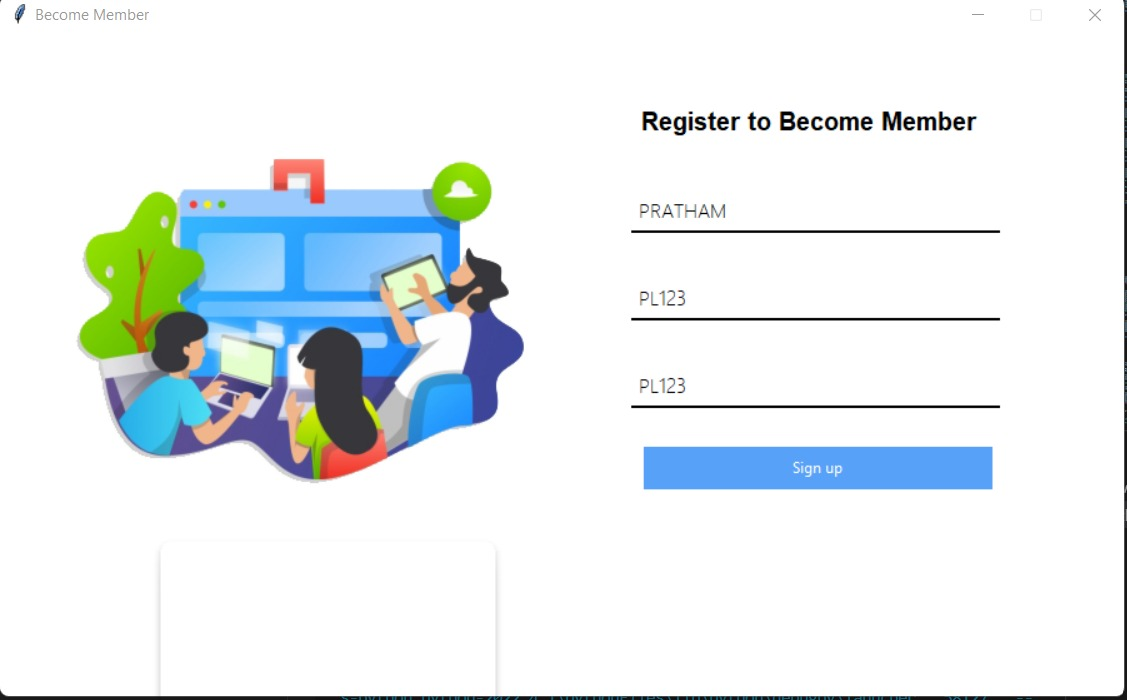 Become Member
Register to Become Member
PRATHAM
PL123
PL123
Sign up